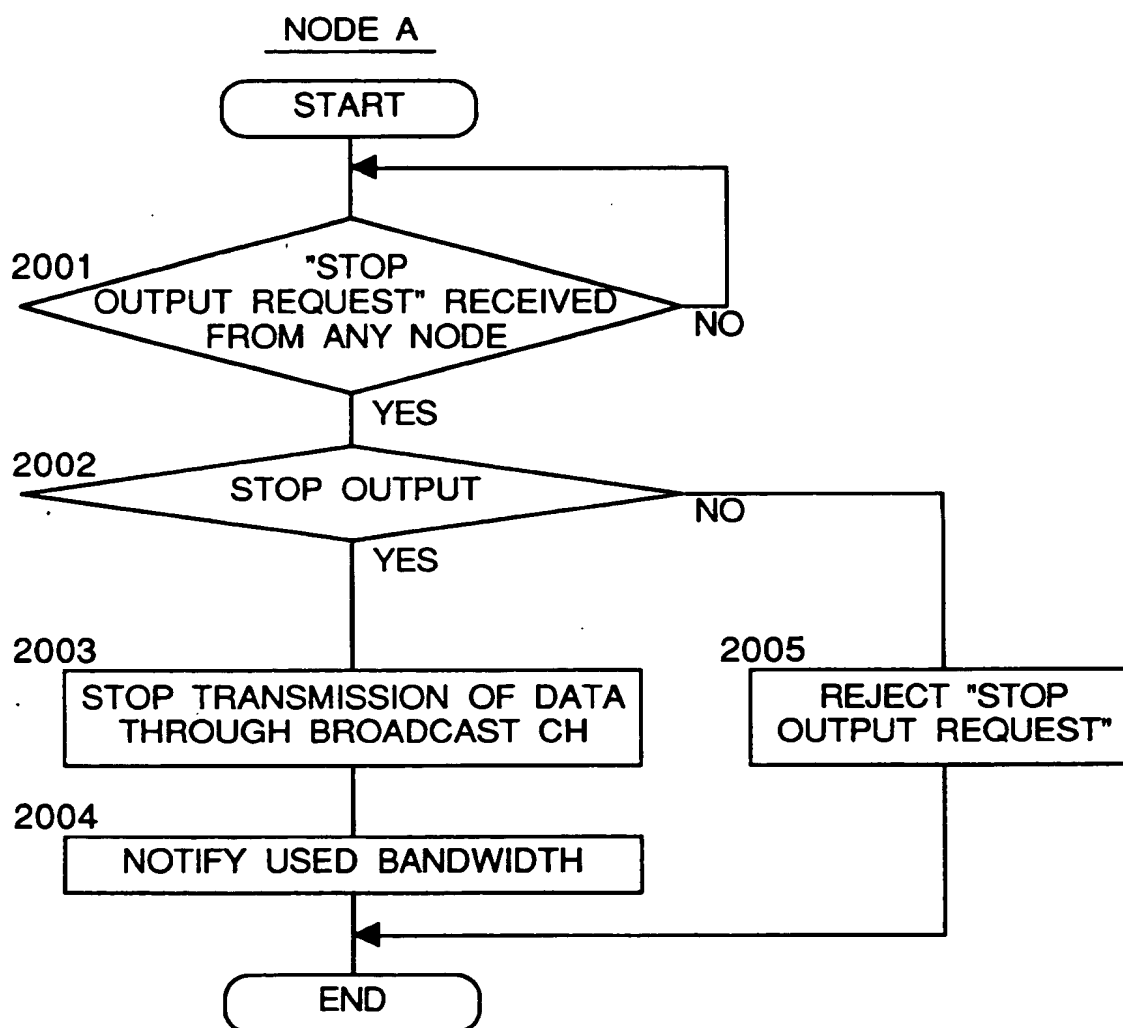 NODE A
START
2001
"STOP
OUTPUT REQUEST" RECEIVED
FROM ANY NODE
NO
YES
2002
STOP OUTPUT
NO
YES
2003
STOP TRANSMISSION OF DATA
THROUGH BROADCAST CH
2005
REJECT "STOP
OUTPUT REQUEST"
2004
NOTIFY USED BANDWIDTH
END